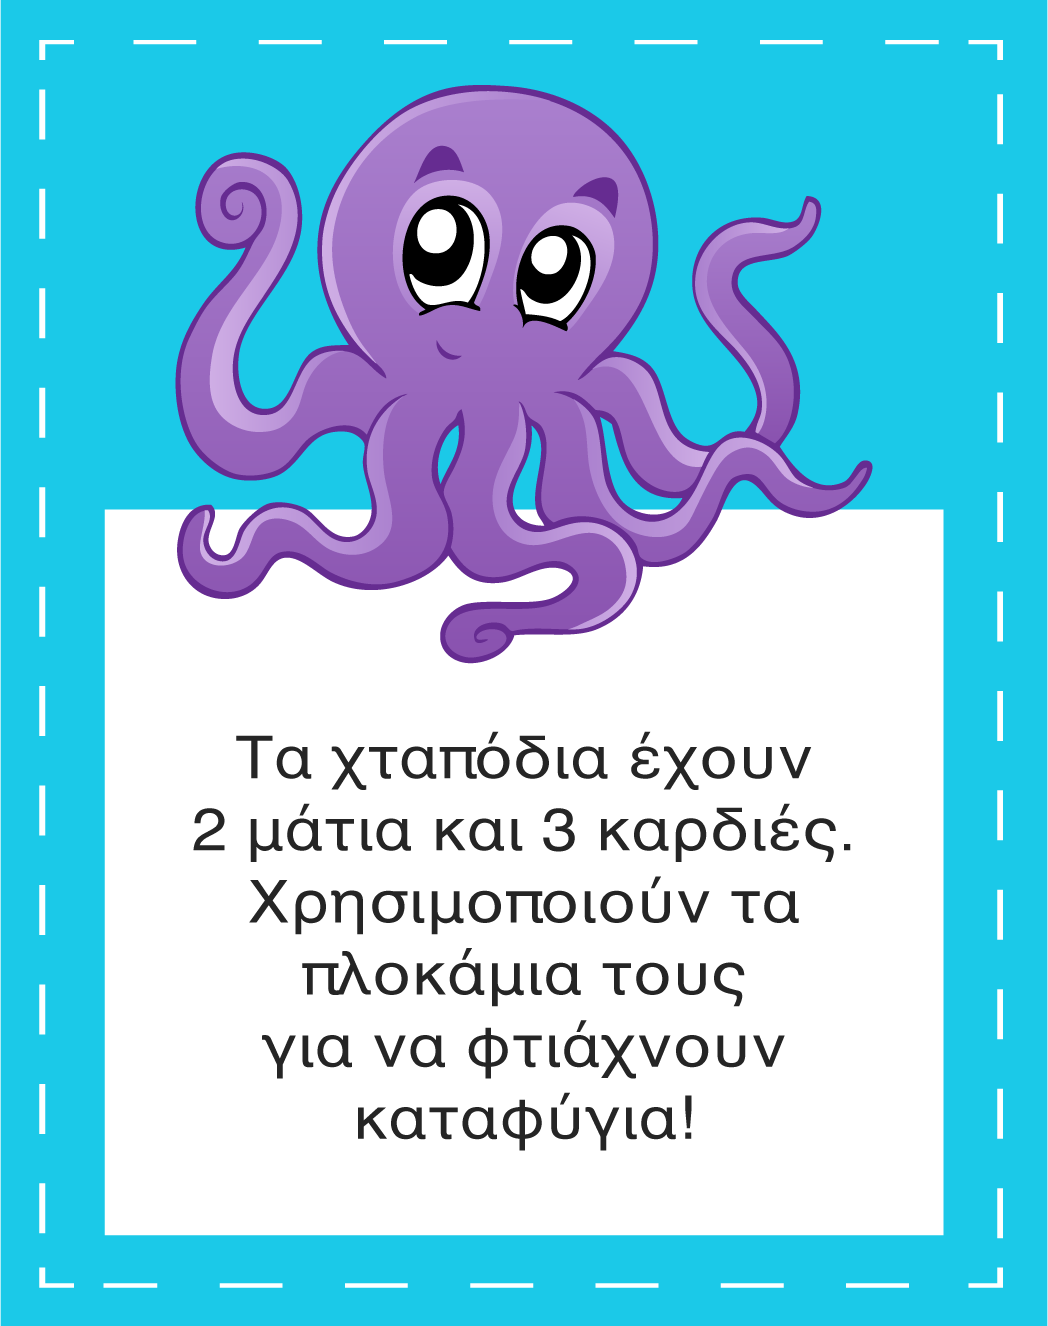 Τα χταπόδια έχουν
2 μάτια και 3 καρδιές.
Χρησιμοποιούν τα
πλοκάμια τους
για να φτιάχνουν
καταφύγια!